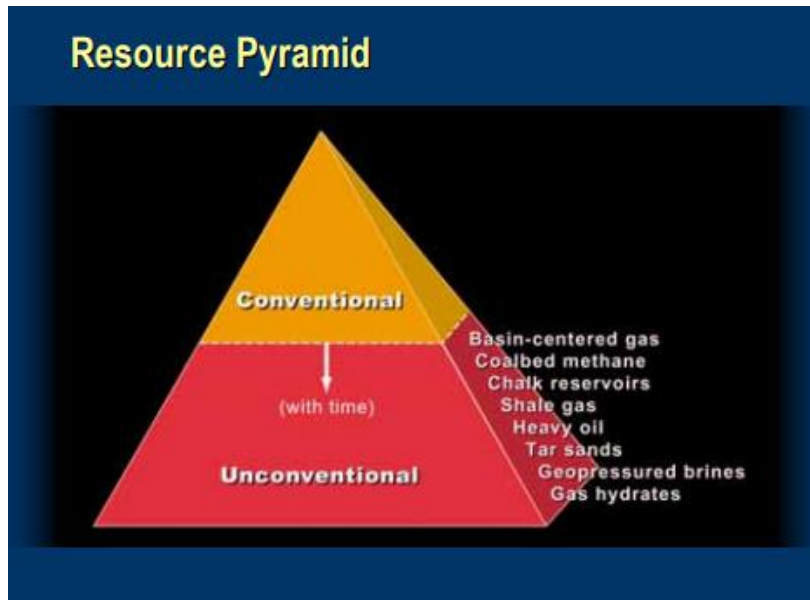 Resource Pyramid
Conventional
(with time)
Unconventional
Basin-centered gas
Coalbed methane
Chalk reservoirs
Shale gas
Heavy oil
Tar sands
Geopressured brines
Gas hydrates